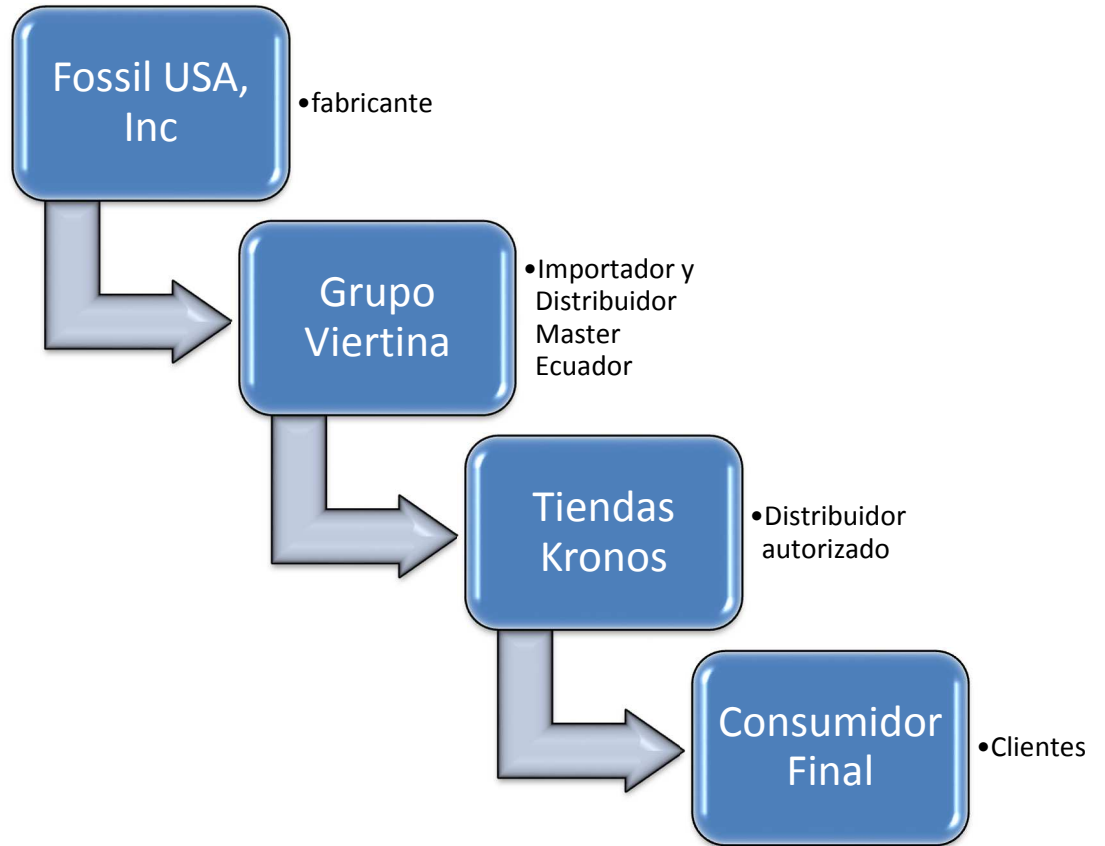 Fossil USA,
Inc
•fabricante
Grupo
Viertina
•Importador y
Distribuidor
Master
Ecuador
Tiendas
Kronos
•Distribuidor
autorizado
Consumidor
Final
•Clientes